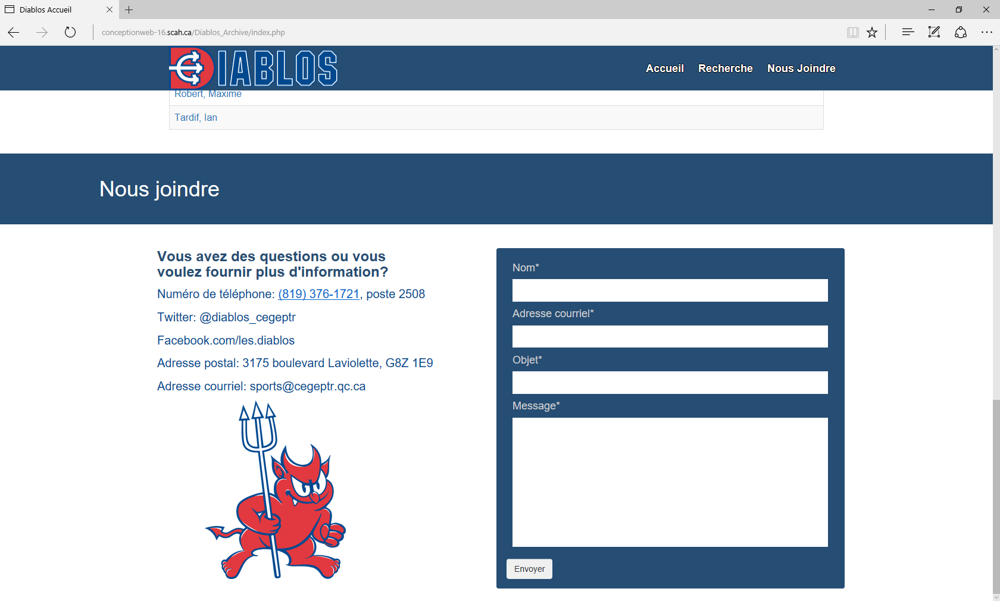 Diablos Accueil
conceptionweb-16.scah.ca/Diablos_Archive/index.php
DIABLOS
Accueil Recherche Nous Joindre
Robert, Maxime
Tardif, Ian
Nous joindre
Vous avez des questions ou vous
voulez fournir plus d'information?
Numéro de téléphone: (819) 376-1721, poste 2508
Twitter: @diablos_cegeptr
Facebook.com/les.diablos
Adresse postal: 3175 boulevard Laviolette, G8Z 1E9
Adresse courriel: sports@cegeptr.qc.ca
Nom*
Adresse courriel*
Objet*
Message*
Envoyer